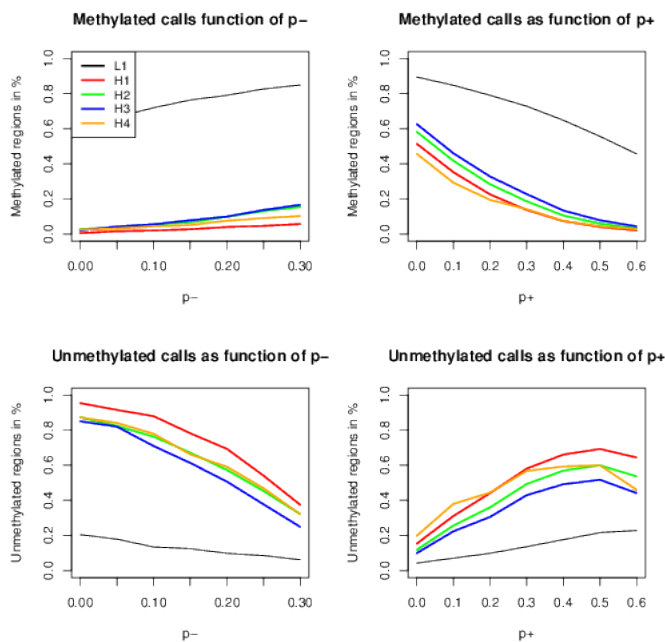 Methylated calls function of p−
Methylated regions in %
1.0
0.8
0.6
0.4
0.2
0.0
L1
H1
H2
H3
H4
0.00 0.10 0.20 0.30
p−
Methylated calls as function of p+
Methylated regions in %
1.0
0.8
0.6
0.4
0.2
0.0
0.0 0.1 0.2 0.3 0.4 0.5 0.6
p+
Unmethylated calls as function of p−
Unmethylated regions in %
1.0
0.8
0.6
0.4
0.2
0.0
0.00 0.10 0.20 0.30
p−
Unmethylated calls as function of p+
Unmethylated regions in %
1.0
0.8
0.6
0.4
0.2
0.0
0.0 0.1 0.2 0.3 0.4 0.5 0.6
p+